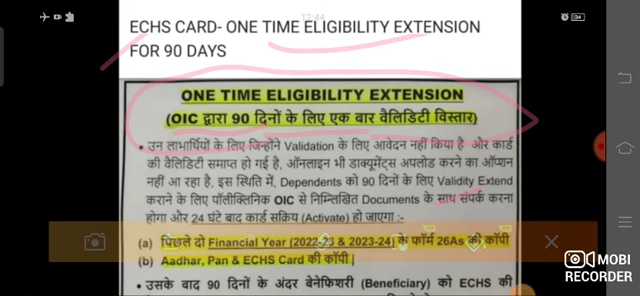 12:44
ECHS CARD- ONE TIME ELIGIBILITY EXTENSION
FOR 90 DAYS
ONE TIME ELIGIBILITY EXTENSION
(OIC द्वारा 90 दिनों के लिए एक बार वैलिडिटी विस्तार)
• उन लाभार्थियों के लिए जिन्होंने Validation के लिए आवेदन नहीं किया है और कार्ड
की वैलिडिटी समाप्त हो गई है, ऑनलाइन भी डाक्यूमेंट्स अपलोड करने का ऑप्शन
नहीं आ रहा है, इस स्थिति में, Dependents को 90 दिनों के लिए Validity Extend
कराने के लिए पॉलीक्लिनिक OIC से निम्लिखित Documents के साथ संपर्क करना
होगा और 24 घंटे बाद कार्ड सक्रिय (Activate) हो जाएगा :-
(a) पिछले दो Financial Year (2022-23 & 2023-24) के फॉर्म 26As की कॉपी
(b) Aadhar, Pan & ECHS Card की कॉपी |
• उसके बाद 90 दिनों के अंदर बेनेफिशरी (Beneficiary) को ECHS की
MOBI
RECORDER